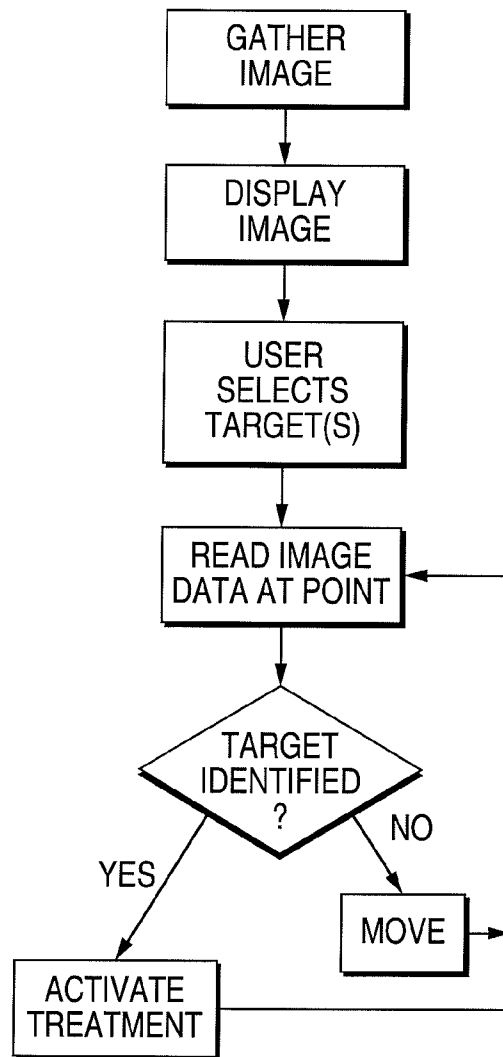 GATHER
IMAGE
DISPLAY
IMAGE
USER
SELECTS
TARGET(S)
READ IMAGE
DATA AT POINT
TARGET
IDENTIFIED
?
YES
NO
MOVE
ACTIVATE
TREATMENT